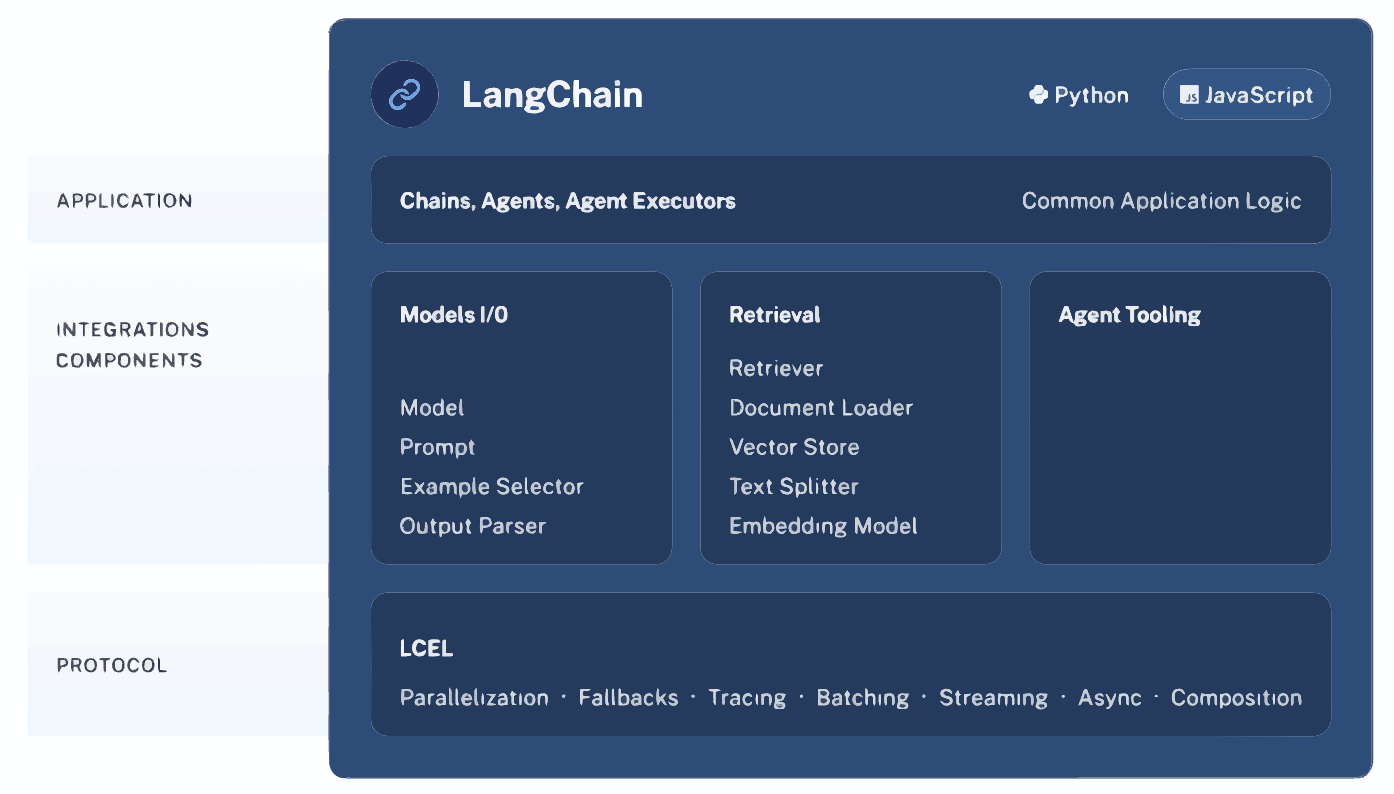 LangChain
Python
JS JavaScript
APPLICATION
Chains, Agents, Agent Executors
Common Application Logic
INTEGRATIONS
COMPONENTS
Models I/O
Model
Prompt
Example Selector
Output Parser
Retrieval
Retriever
Document Loader
Vector Store
Text Splitter
Embedding Model
Agent Tooling
PROTOCOL
LCEL
Parallelization · Fallbacks · Tracing · Batching · Streaming · Async · Composition